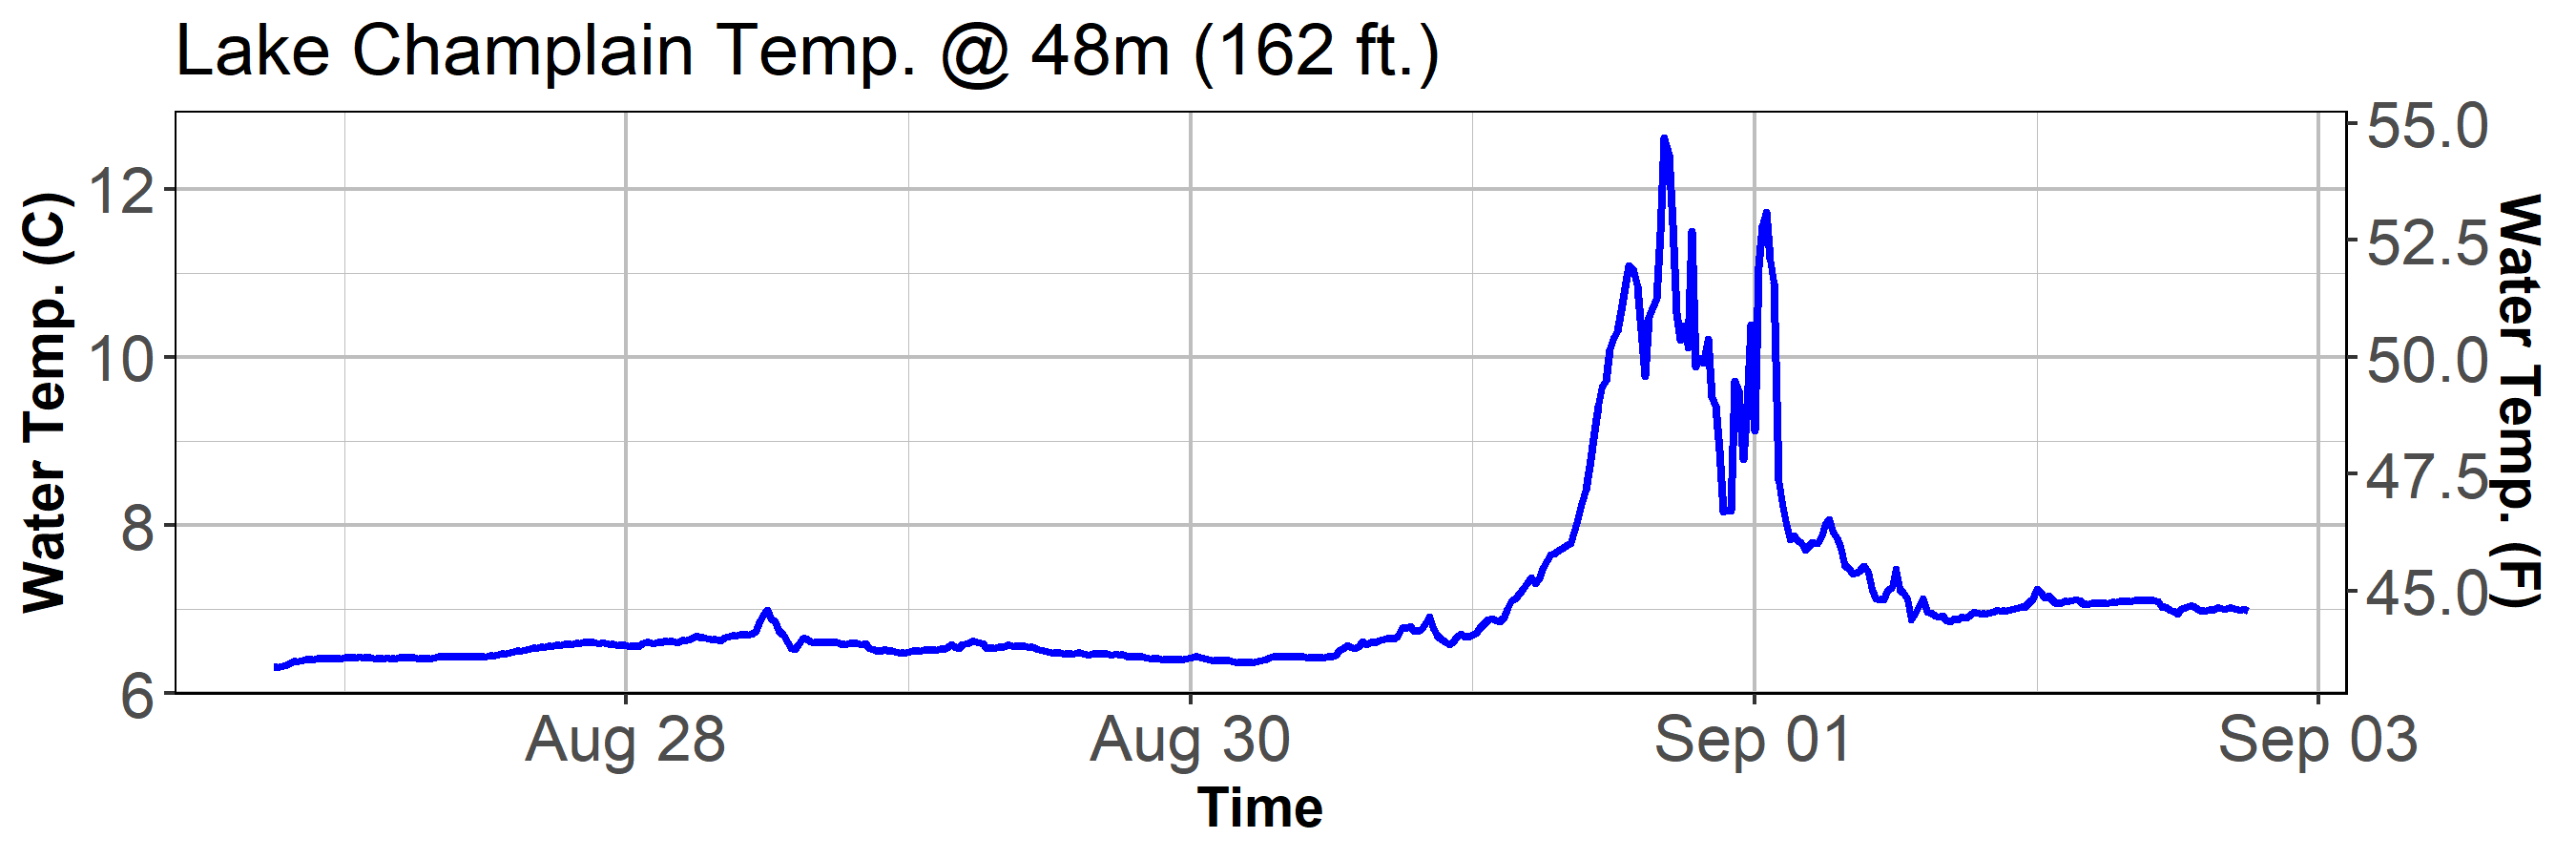 Lake Champlain Temp. @ 48m (162 ft.)
Water Temp. (C)
12
10
8
6
55.0
52.5
50.0
47.5
45.0
Water Temp. (F)
Aug 28
Aug 30
Sep 01
Sep 03
Time